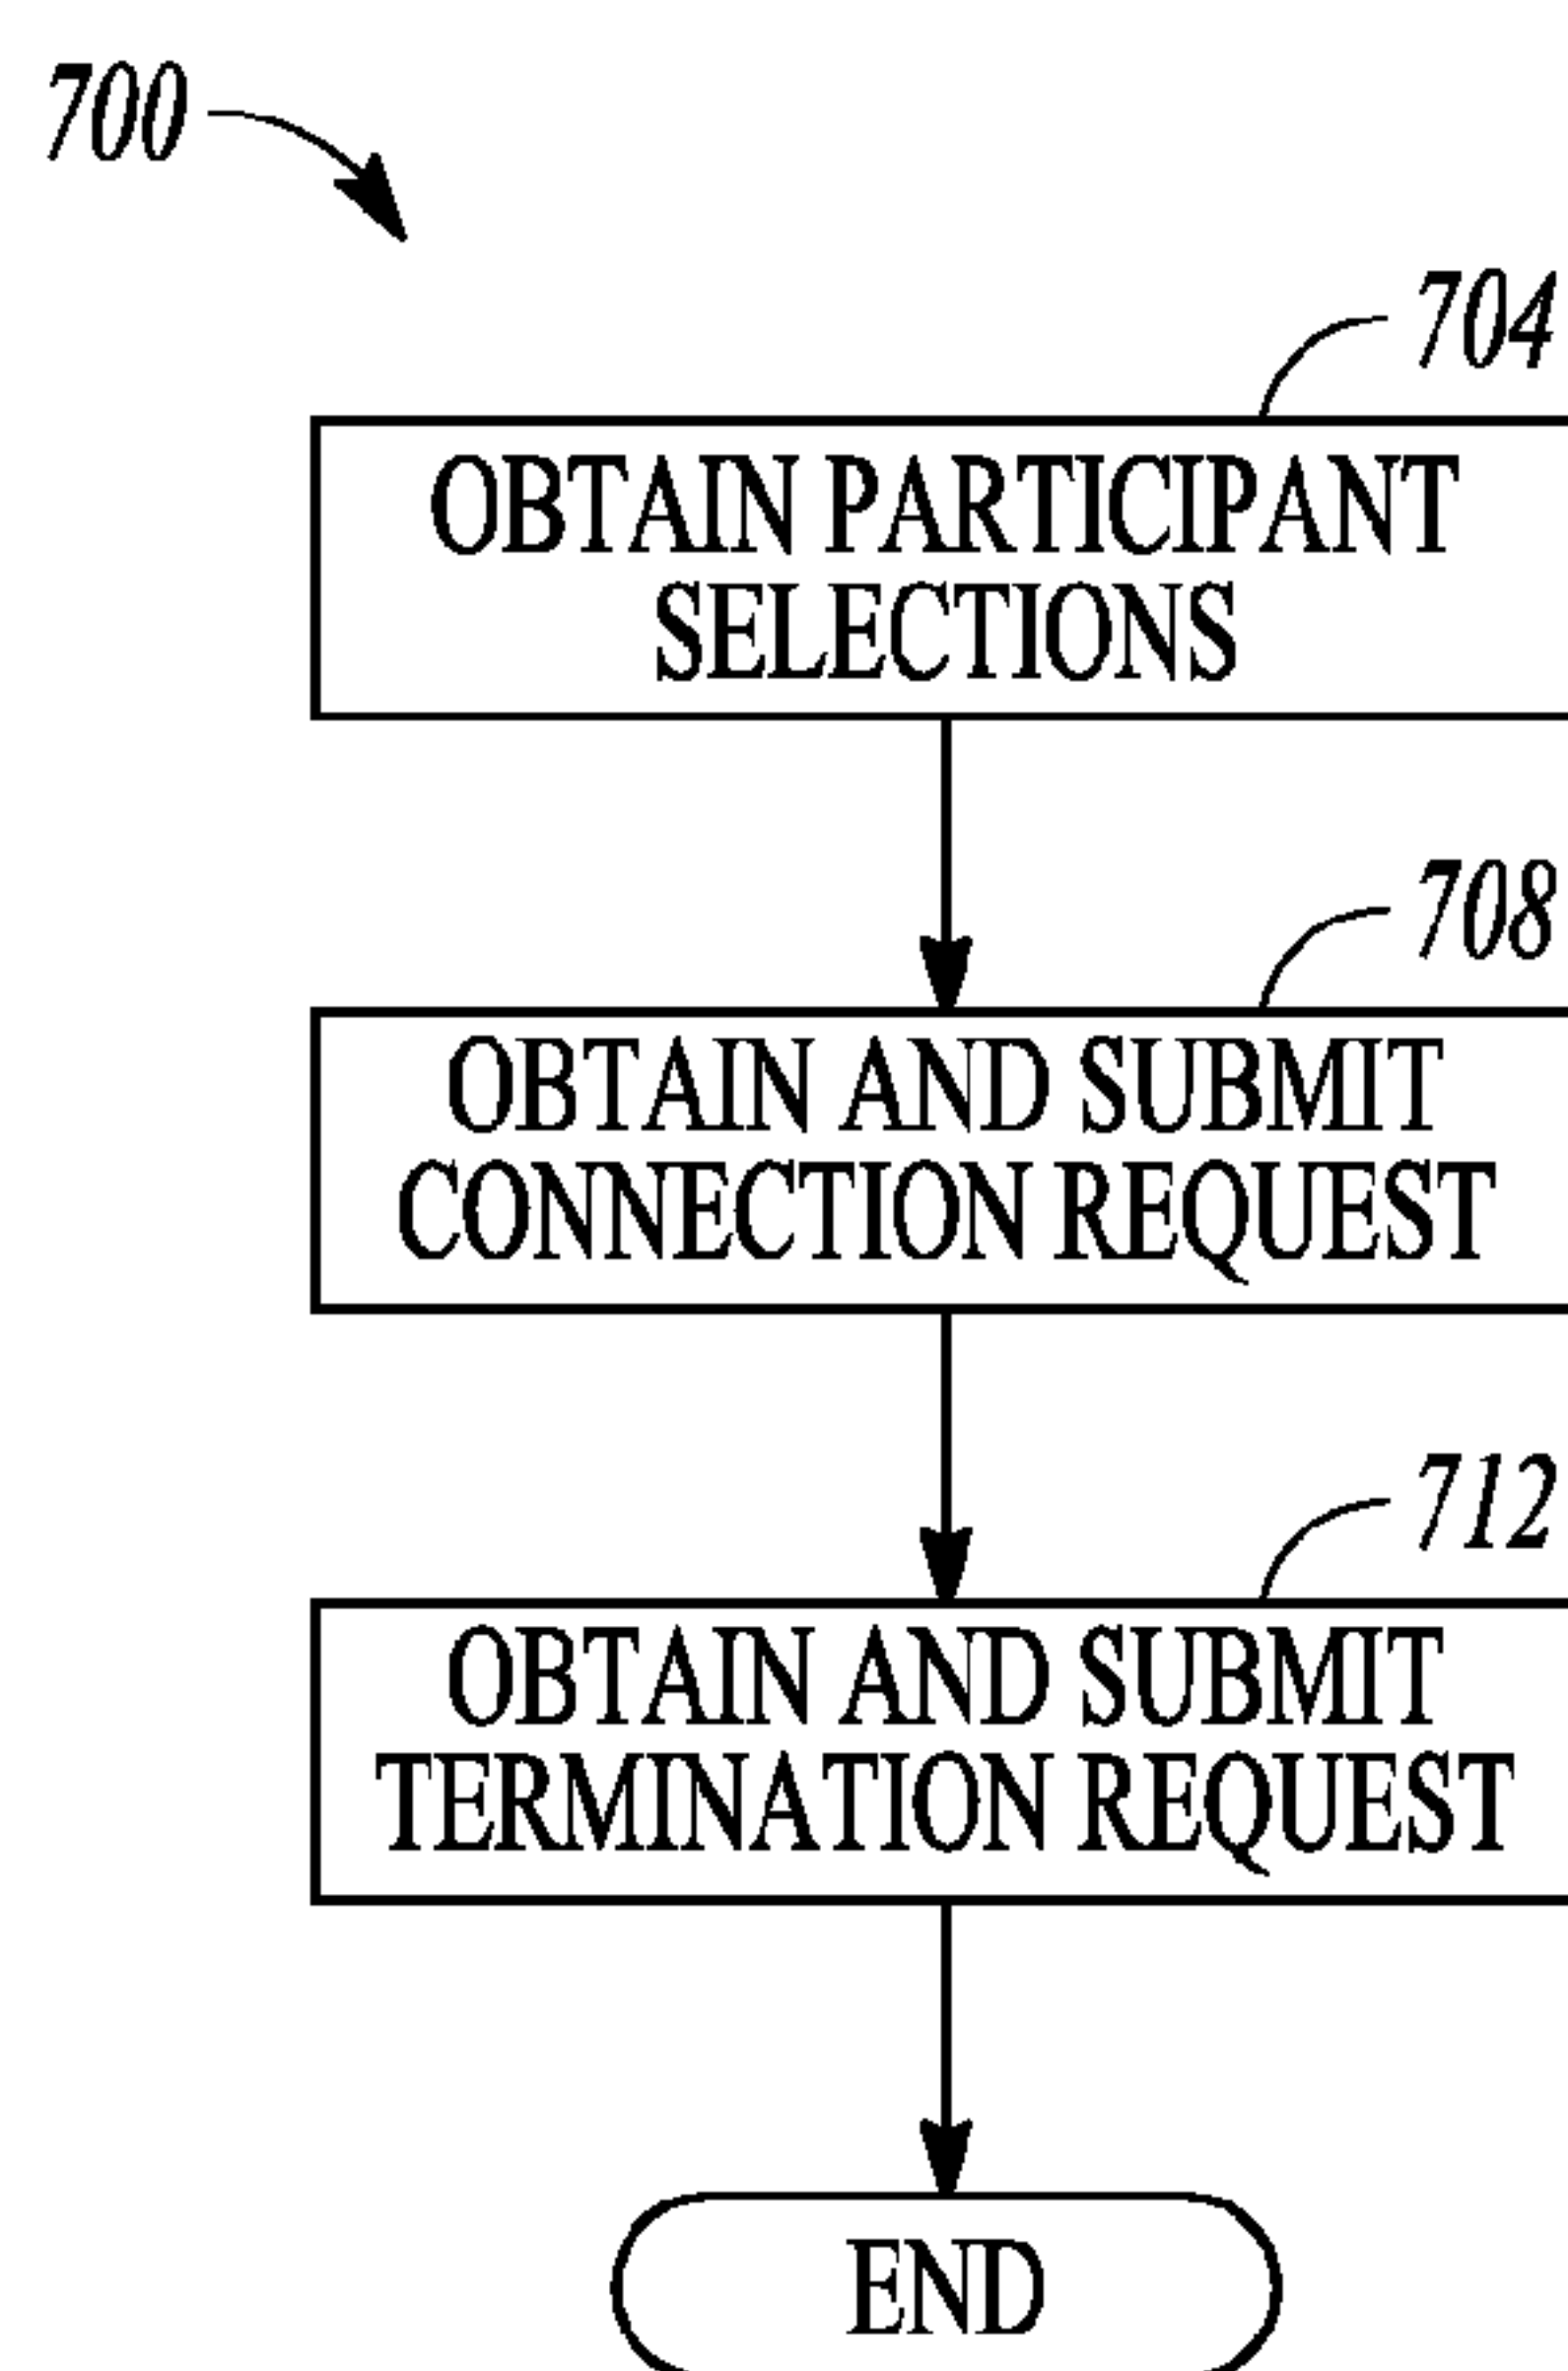 700
704
OBTAIN PARTICIPANT
SELECTIONS
708
OBTAIN AND SUBMIT
CONNECTION REQUEST
712
OBTAIN AND SUBMIT
TERMINATION REQUEST
END